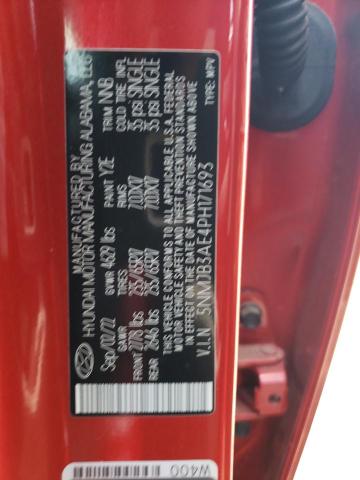 MANUFACTURED BY
HYUNDAI MOTOR MANUFACTURING ALABAMA, LLC
Sep/02/22 PAINT Y2E TRIM NNB
GVWR 4629 lbs
GAWR TIRES RIMS COLD TIRE INFL.
FRONT 2778 lbs 235/65R17 7.0JX17 35 psi SINGLE
REAR 2646 lbs 235/65R17 7.0JX17 35 psi SINGLE
THIS VEHICLE CONFORMS TO ALL APPLICABLE U.S.A. FEDERAL
MOTOR VEHICLE SAFETY, BUMPER, AND THEFT PREVENTION STANDARDS
IN EFFECT ON THE DATE OF MANUFACTURE SHOWN ABOVE.
V.I.N. 5NMJB3AE4PH171693 TYPE: MPV
W400